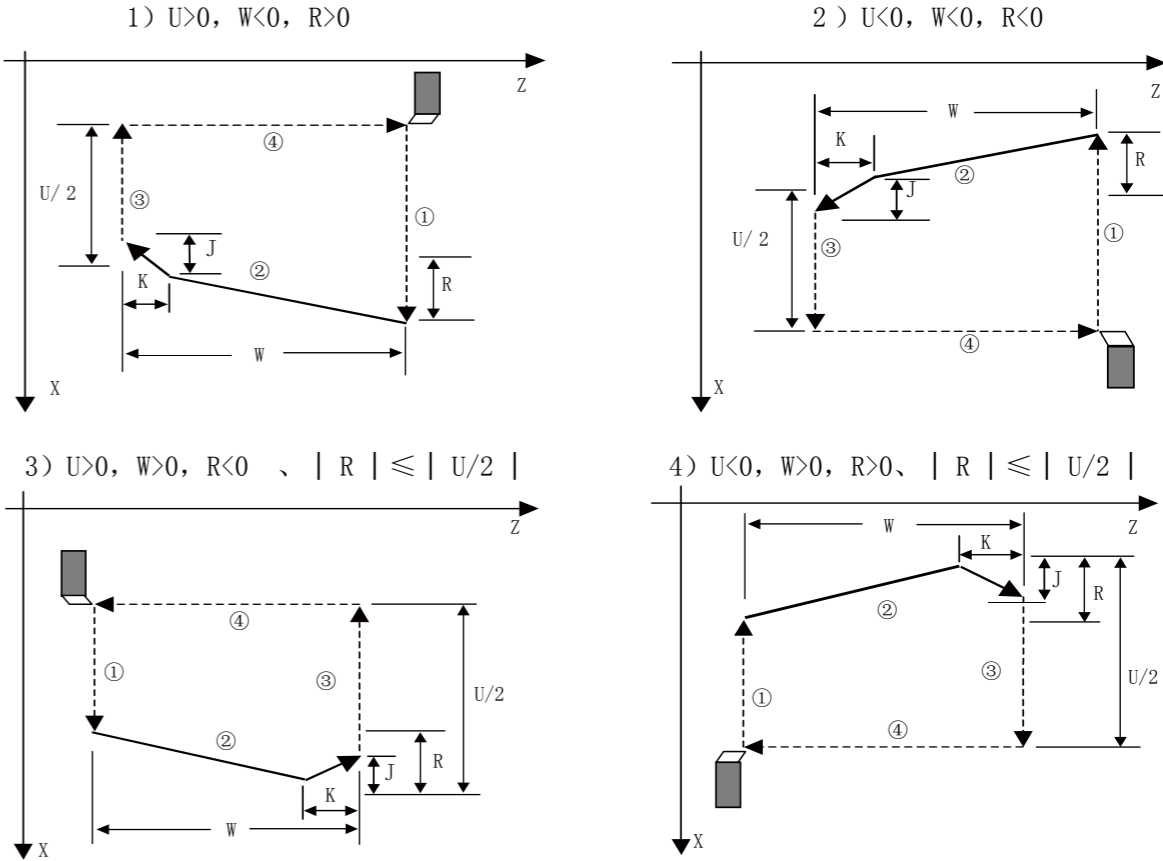 1) U>0, W<0, R>0
Z
④
U/2
③
①
J
②
K
R
W
X
2) U<0, W<0, R<0
Z
W
K
R
②
J
U/2
③
①
④
X
3) U>0, W>0, R<0 、| R |≤| U/2 |
Z
④
①
③
U/2
②
R
J
K
W
X
4) U<0, W>0, R>0、| R |≤| U/2 |
W
Z
K
J
R
②
③
U/2
①
④
X